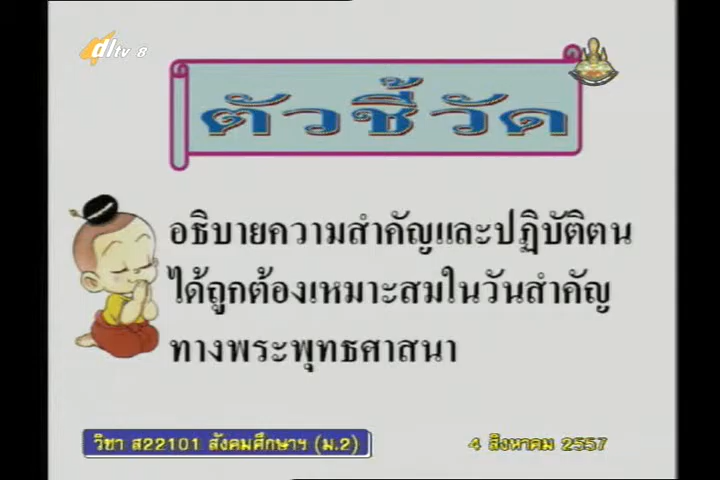 dltv 8
ตัวชี้วัด
อธิบายความสำคัญและปฏิบัติตน
ได้ถูกต้องเหมาะสมในวันสำคัญ
ทางพระพุทธศาสนา
วิชา ส22101 สังคมศึกษาฯ (ม.2)
4 สิงหาคม 2557